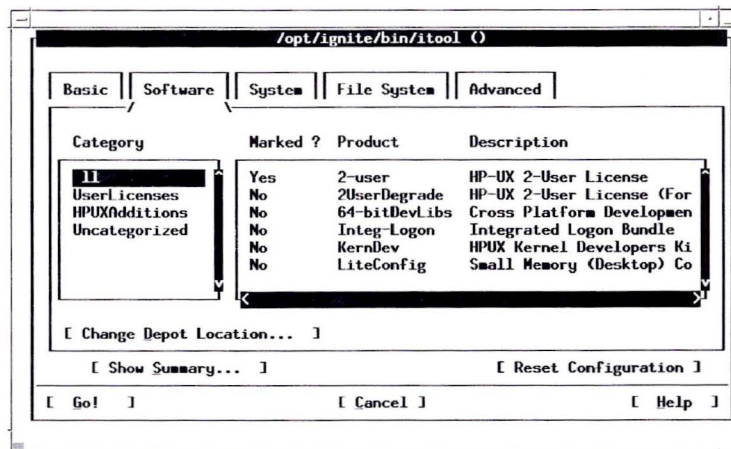 /opt/ignite/bin/itool ()
Basic Software System File System Advanced
Category Marked ? Product Description
ll Yes 2-user HP-UX 2-User License
UserLicenses No 2UserDegrade HP-UX 2-User License (For
HPUXAdditions No 64-bitDevLibs Cross Platform Developmen
Uncategorized No Integ-Logon Integrated Logon Bundle
No KernDev HPUX Kernel Developers Ki
No LiteConfig Small Memory (Desktop) Co
[ Change Depot Location... ]
[ Show Summary... ] [ Reset Configuration ]
[ Go! ] [ Cancel ] [ Help ]